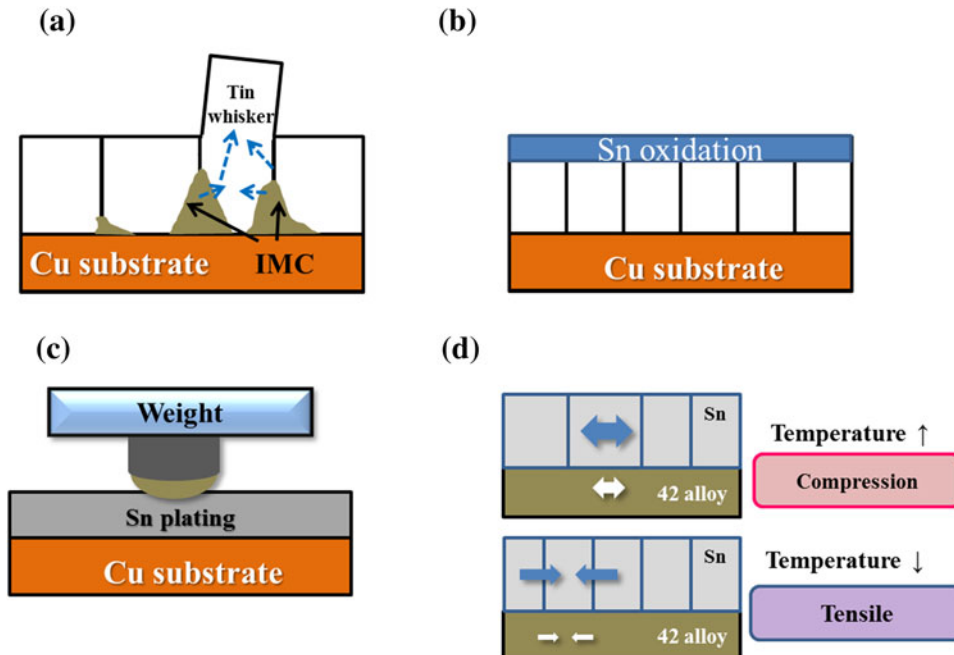 (a)
Tin
whisker
Cu substrate
IMC
(b)
Sn oxidation
Cu substrate
(c)
Weight
Sn plating
Cu substrate
(d)
Sn
42 alloy
Temperature ↑
Compression
Sn
42 alloy
Temperature ↓
Tensile